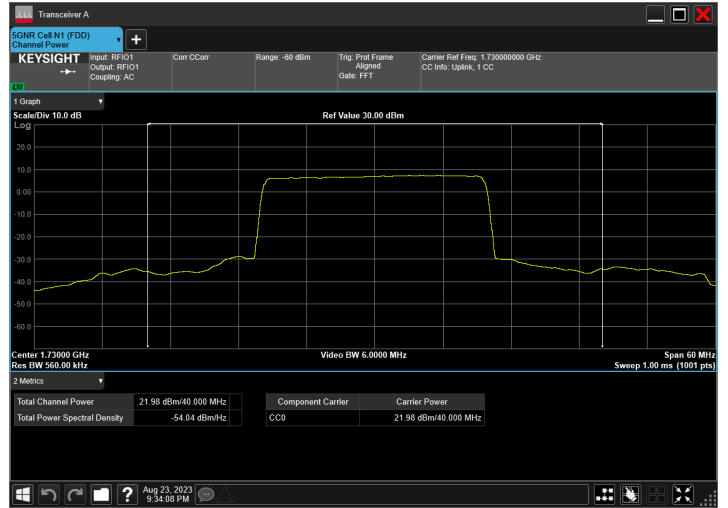 Transceiver A
5GNR Cell N1 (FDD)
Channel Power
KEYSIGHT
Input: RFIO1
Output: RFIO1
Coupling: AC
Corr CCorr
Range: -60 dBm
Trig: Prot Frame
Aligned
Gate: FFT
Carrier Ref Freq: 1.730000000 GHz
CC Info: Uplink, 1 CC
LXI
1 Graph
Scale/Div 10.0 dB
Ref Value 30.00 dBm
Log
20.0
10.0
0.00
-10.0
-20.0
-30.0
-40.0
-50.0
-60.0
Center 1.73000 GHz
Video BW 6.0000 MHz
Span 60 MHz
Res BW 560.00 kHz
Sweep 1.00 ms (1001 pts)
2 Metrics
Total Channel Power 21.98 dBm/40.000 MHz
Total Power Spectral Density -54.04 dBm/Hz
Component Carrier Carrier Power
CC0 21.98 dBm/40.000 MHz
Aug 23, 2023
9:34:08 PM